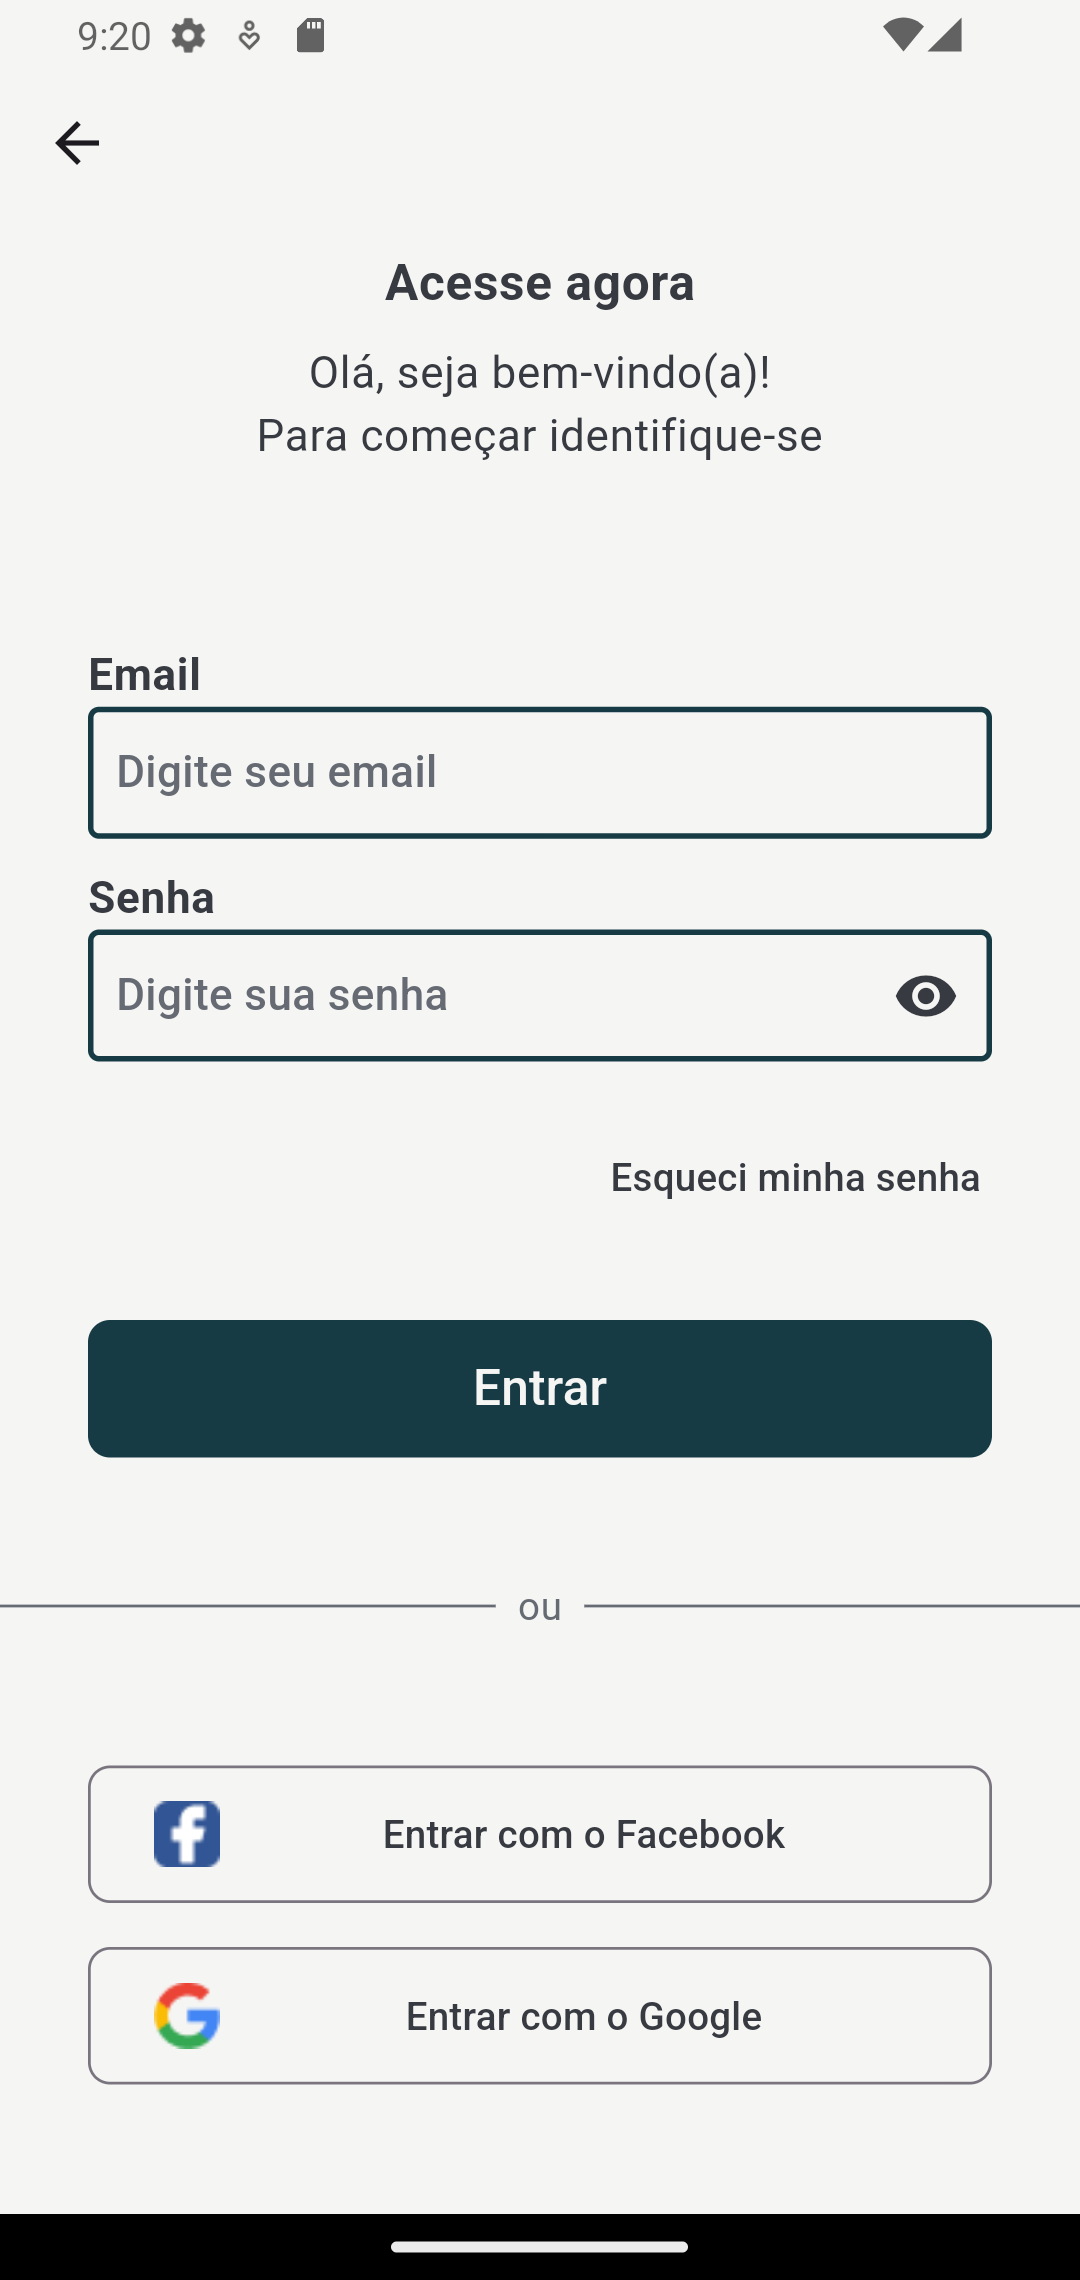 9:20
Acesse agora
Olá, seja bem-vindo(a)!
Para começar identifique-se
Email
Digite seu email
Senha
Digite sua senha
Esqueci minha senha
Entrar
ou
Entrar com o Facebook
Entrar com o Google